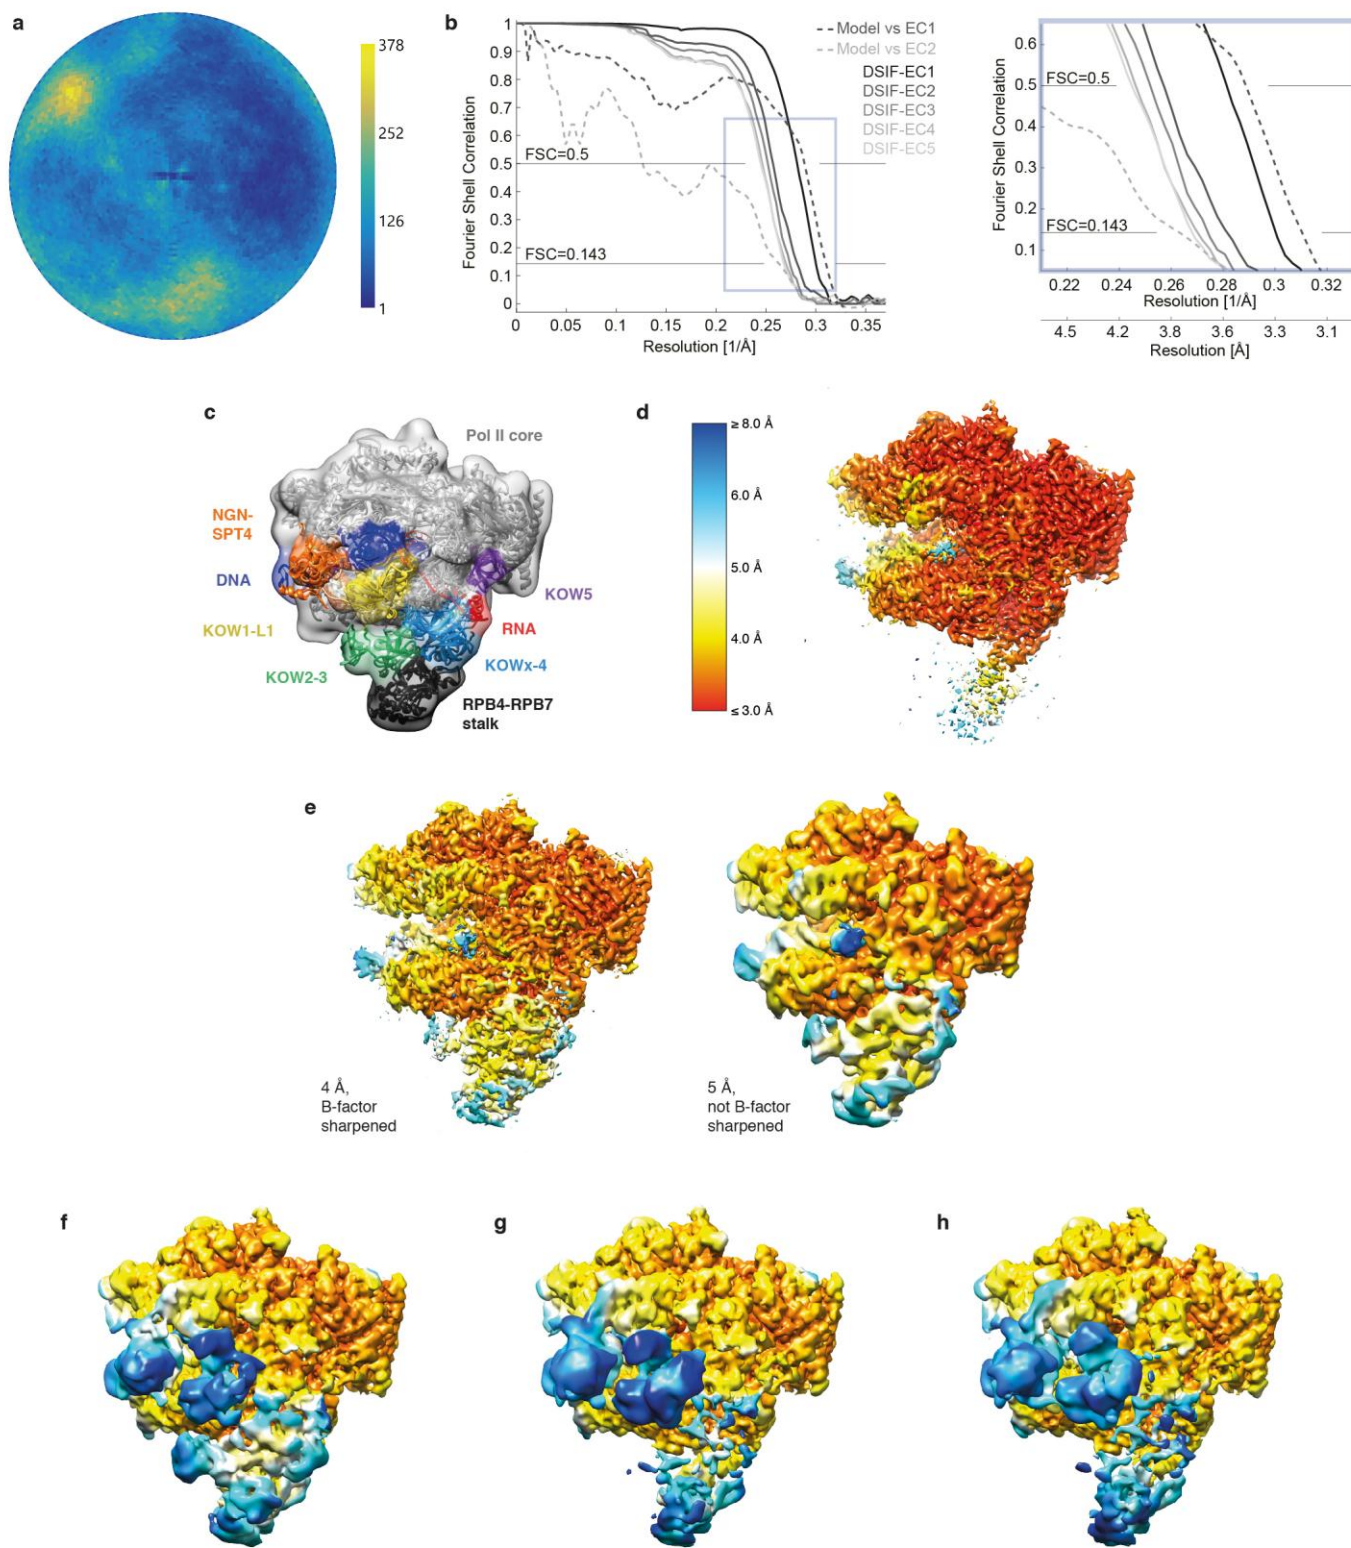 a
378
252
126
1
b
1
0.9
0.8
0.7
0.6
0.5
0.4
0.3
0.2
0.1
0
Fourier Shell Correlation
FSC=0.5
FSC=0.143
0 0.05 0.1 0.15 0.2 0.25 0.3 0.35
Resolution [1/Å]
Model vs EC1
Model vs EC2
DSIF-EC1
DSIF-EC2
DSIF-EC3
DSIF-EC4
DSIF-EC5
0.6
0.5
0.4
0.3
0.2
0.1
Fourier Shell Correlation
FSC=0.5
FSC=0.143
0.22 0.24 0.26 0.28 0.3 0.32
Resolution [1/Å]
4.5 4.2 3.8 3.6 3.3 3.1
Resolution [Å]
c
Pol II core
NGN-
SPT4
DNA
KOW5
KOW1-L1
RNA
KOW2-3
KOWx-4
RPB4-RPB7
stalk
d
≥ 8.0 Å
6.0 Å
5.0 Å
4.0 Å
≤ 3.0 Å
e
4 Å,
B-factor
sharpened
5 Å,
not B-factor
sharpened
f
g
h